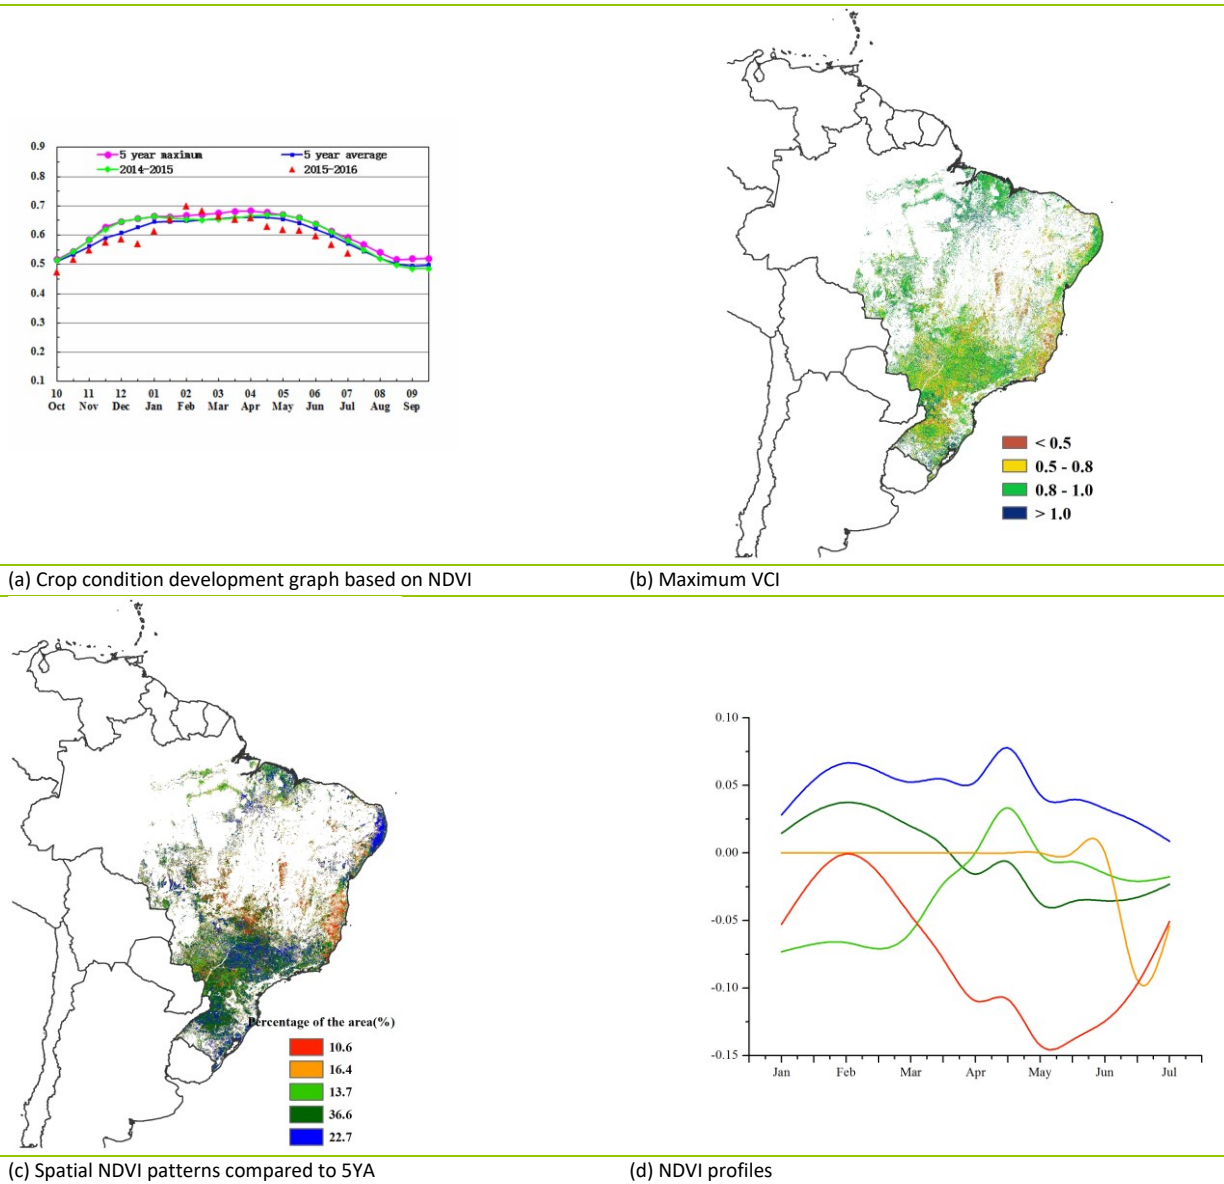 0.9
5 year maximum 5 year average
0.8
2014-2015 2015-2016
0.7
0.6
0.5
0.4
0.3
0.2
0.1
10 11 12 01 02 03 04 05 06 07 08 09
Oct Nov Dec Jan Feb Mar Apr May Jun Jul Aug Sep
< 0.5
0.5 - 0.8
0.8 - 1.0
> 1.0
(a) Crop condition development graph based on NDVI
(b) Maximum VCI
Percentage of the area(%)
10.6
16.4
13.7
36.6
22.7
0.10
0.05
0.00
-0.05
-0.10
-0.15
Jan Feb Mar Apr May Jun Jul
(c) Spatial NDVI patterns compared to 5YA
(d) NDVI profiles